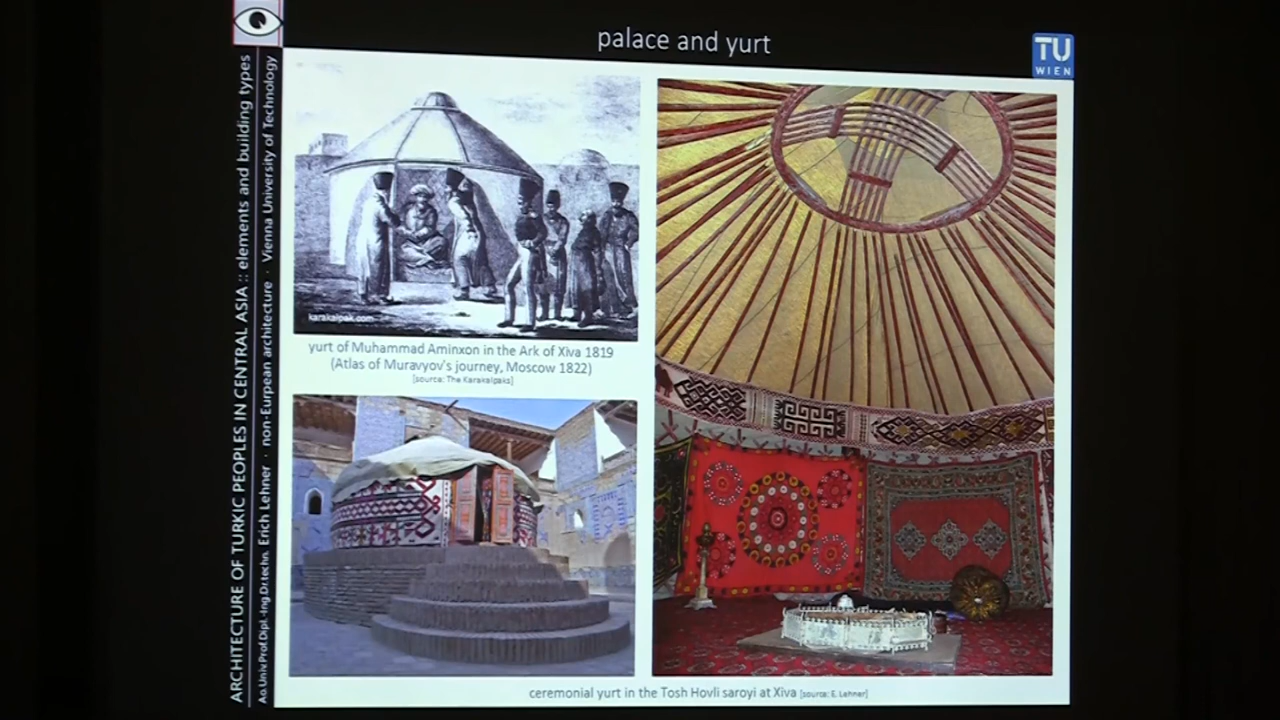 palace and yurt
TU
WIEN
ARCHITECTURE OF TURKIC PEOPLES IN CENTRAL ASIA :: elements and building types
Ao.Univ.Prof.Dipl.-Ing Dr.techn. Erich Lehner · non-Eurpean architecture · Vienna University of Technology
karakalpak.com
yurt of Muhammad Aminxon in the Ark of Xiva 1819
(Atlas of Muravyov's journey, Moscow 1822)
[source: The Karakalpaks]
ceremonial yurt in the Tosh Hovli saroyi at Xiva [source: E. Lehner]